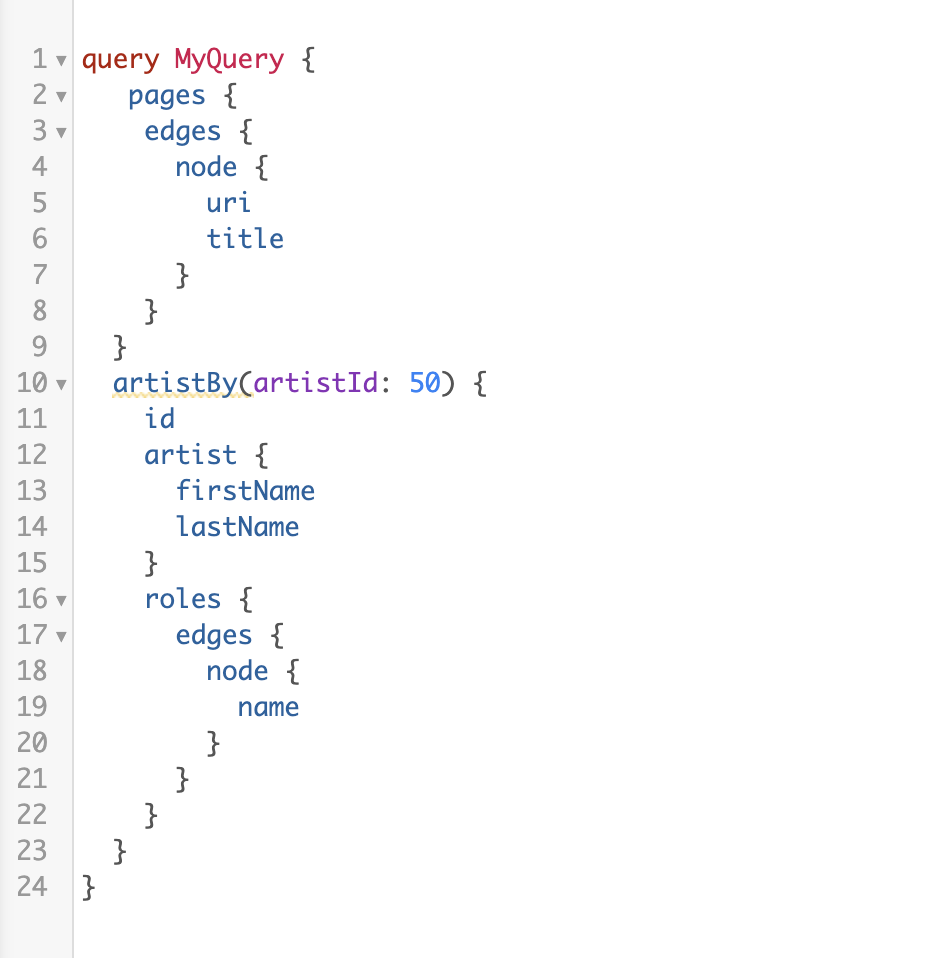 1 ▾ query MyQuery {
2 ▾    pages {
3 ▾     edges {
4       node {
5         uri
6         title
7       }
8     }
9   }
10 ▾   artistBy(artistId: 50) {
11     id
12     artist {
13       firstName
14       lastName
15     }
16 ▾     roles {
17 ▾       edges {
18         node {
19           name
20         }
21       }
22     }
23   }
24 }